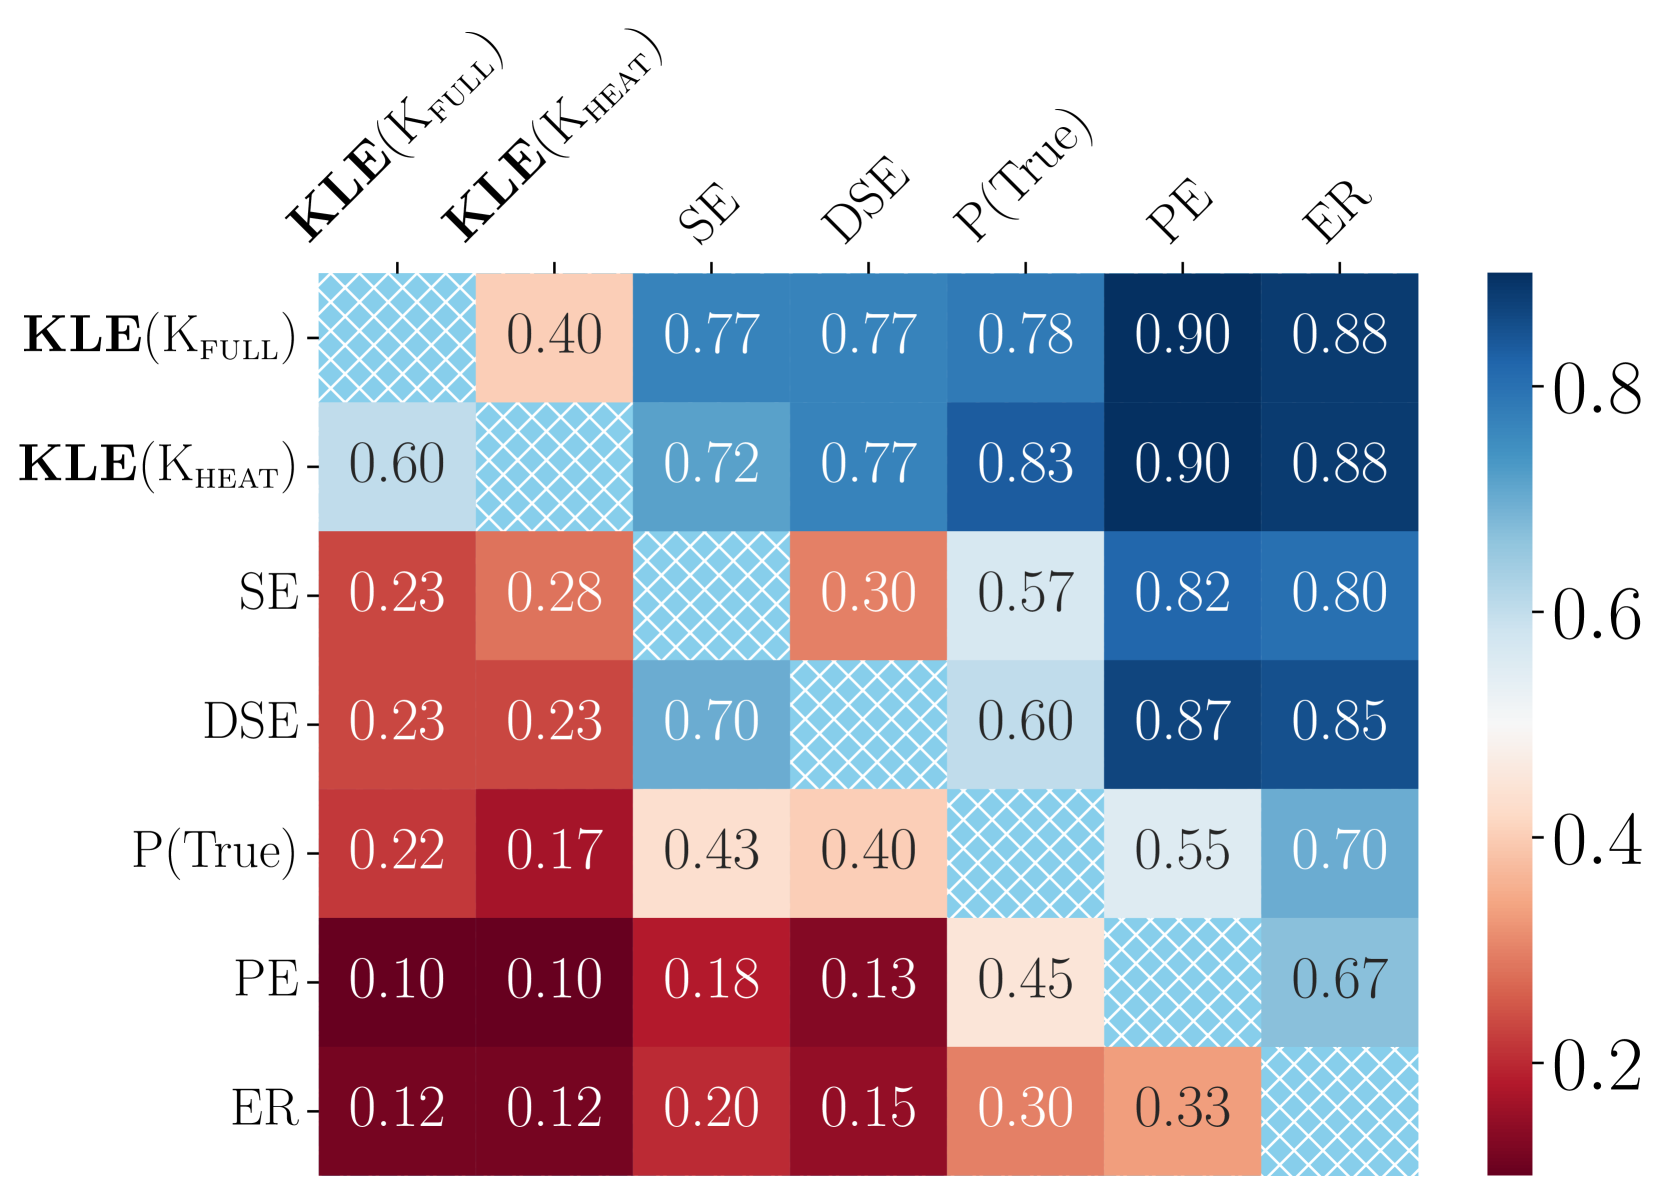 KLE(K_FULL) KLE(K_HEAT) SE DSE P(True) PE ER
KLE(K_FULL) 0.40 0.77 0.77 0.78 0.90 0.88
KLE(K_HEAT) 0.60 0.72 0.77 0.83 0.90 0.88
SE 0.23 0.28 0.30 0.57 0.82 0.80
DSE 0.23 0.23 0.70 0.60 0.87 0.85
P(True) 0.22 0.17 0.43 0.40 0.55 0.70
PE 0.10 0.10 0.18 0.13 0.45 0.67
ER 0.12 0.12 0.20 0.15 0.30 0.33
0.8
0.6
0.4
0.2